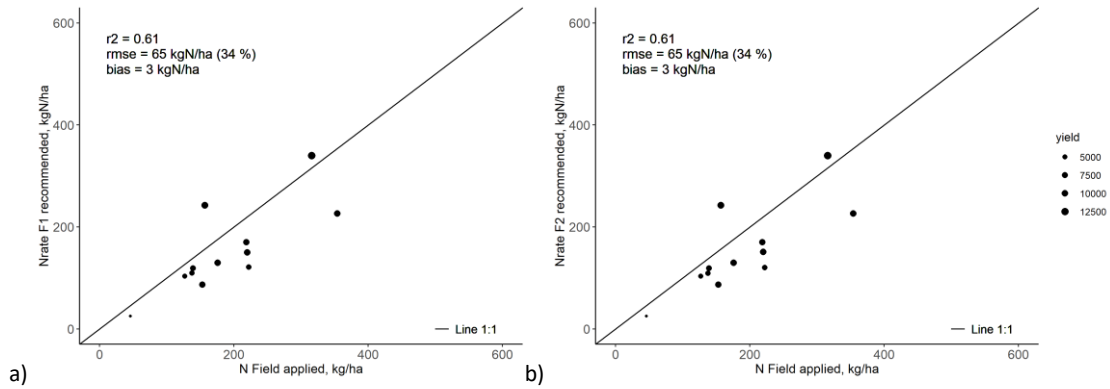 600
400
200
0
Nrate F1 recommended, kgN/ha
r2 = 0.61
rmse = 65 kgN/ha (34 %)
bias = 3 kgN/ha
Line 1:1
0 200 400 600
N Field applied, kg/ha
a)
600
400
200
0
Nrate F2 recommended, kgN/ha
r2 = 0.61
rmse = 65 kgN/ha (34 %)
bias = 3 kgN/ha
Line 1:1
0 200 400 600
N Field applied, kg/ha
b)
yield
5000
7500
10000
12500